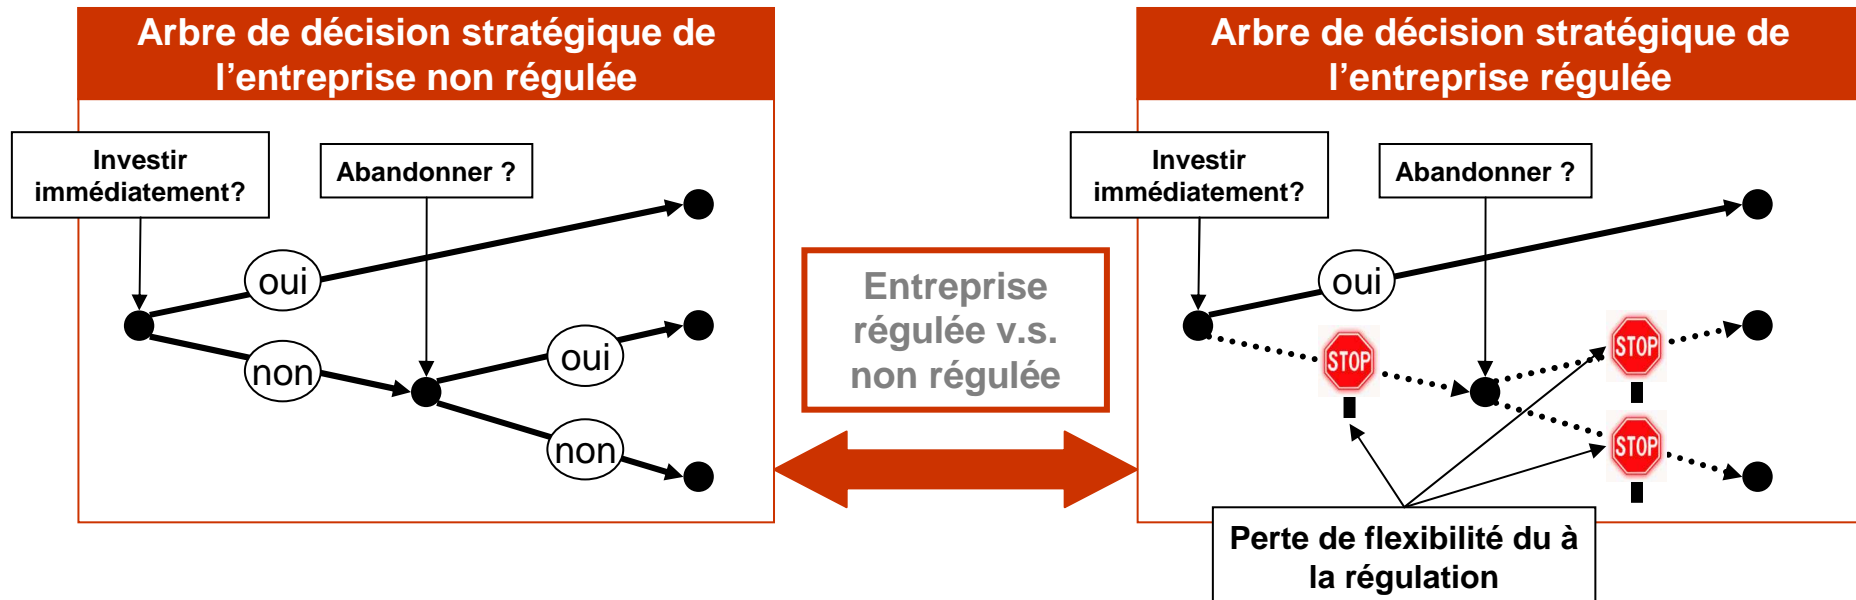 Arbre de décision stratégique de
l’entreprise non régulée
Investir
immédiatement?
Abandonner ?
oui
non
oui
non
Entreprise
régulée v.s.
non régulée
Arbre de décision stratégique de
l’entreprise régulée
Investir
immédiatement?
Abandonner ?
oui
STOP
STOP
STOP
Perte de flexibilité du à
la régulation